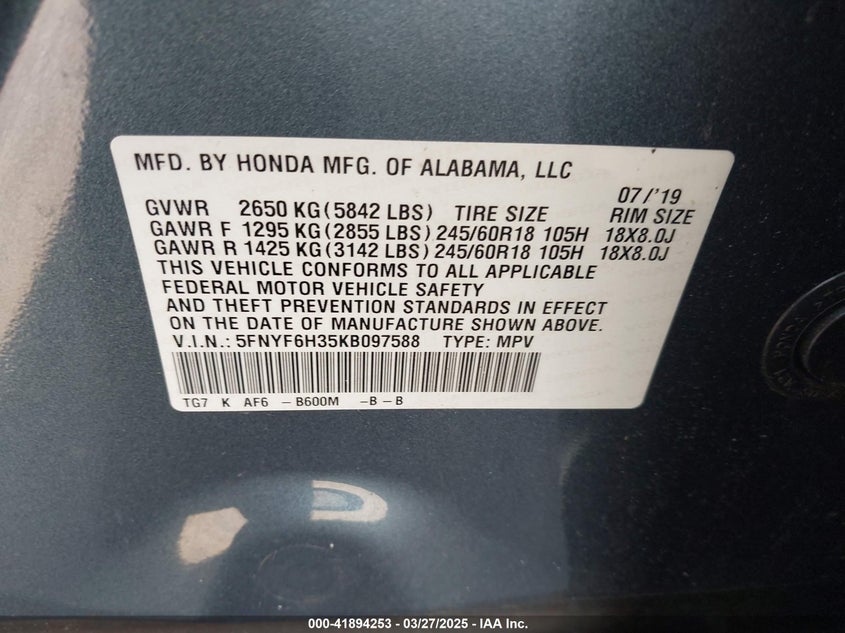 MFD. BY HONDA MFG. OF ALABAMA, LLC
07/'19
GVWR 2650 KG(5842 LBS) TIRE SIZE RIM SIZE
GAWR F 1295 KG(2855 LBS)245/60R18 105H 18X8.0J
GAWR R 1425 KG(3142 LBS)245/60R18 105H 18X8.0J
THIS VEHICLE CONFORMS TO ALL APPLICABLE
FEDERAL MOTOR VEHICLE SAFETY
AND THEFT PREVENTION STANDARDS IN EFFECT
ON THE DATE OF MANUFACTURE SHOWN ABOVE.
V.I.N.: 5FNYF6H35KB097588 TYPE: MPV
TG7 K AF6 -B600M -B-B
000-41894253 - 03/27/2025 - IAA Inc.